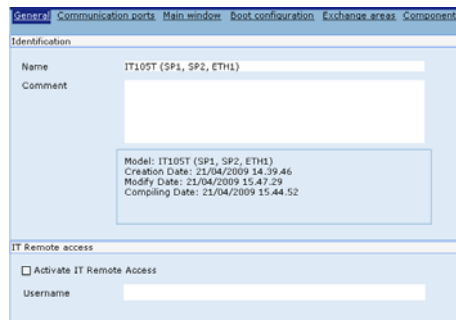 General Communication ports Main window Boot configuration Exchange areas Component
Identification
Name IT105T (SP1, SP2, ETH1)
Comment
Model: IT105T (SP1, SP2, ETH1)
Creation Date: 21/04/2009 14.39.46
Modify Date: 21/04/2009 15.47.29
Compiling Date: 21/04/2009 15.44.52
IT Remote access
Activate IT Remote Access
Username